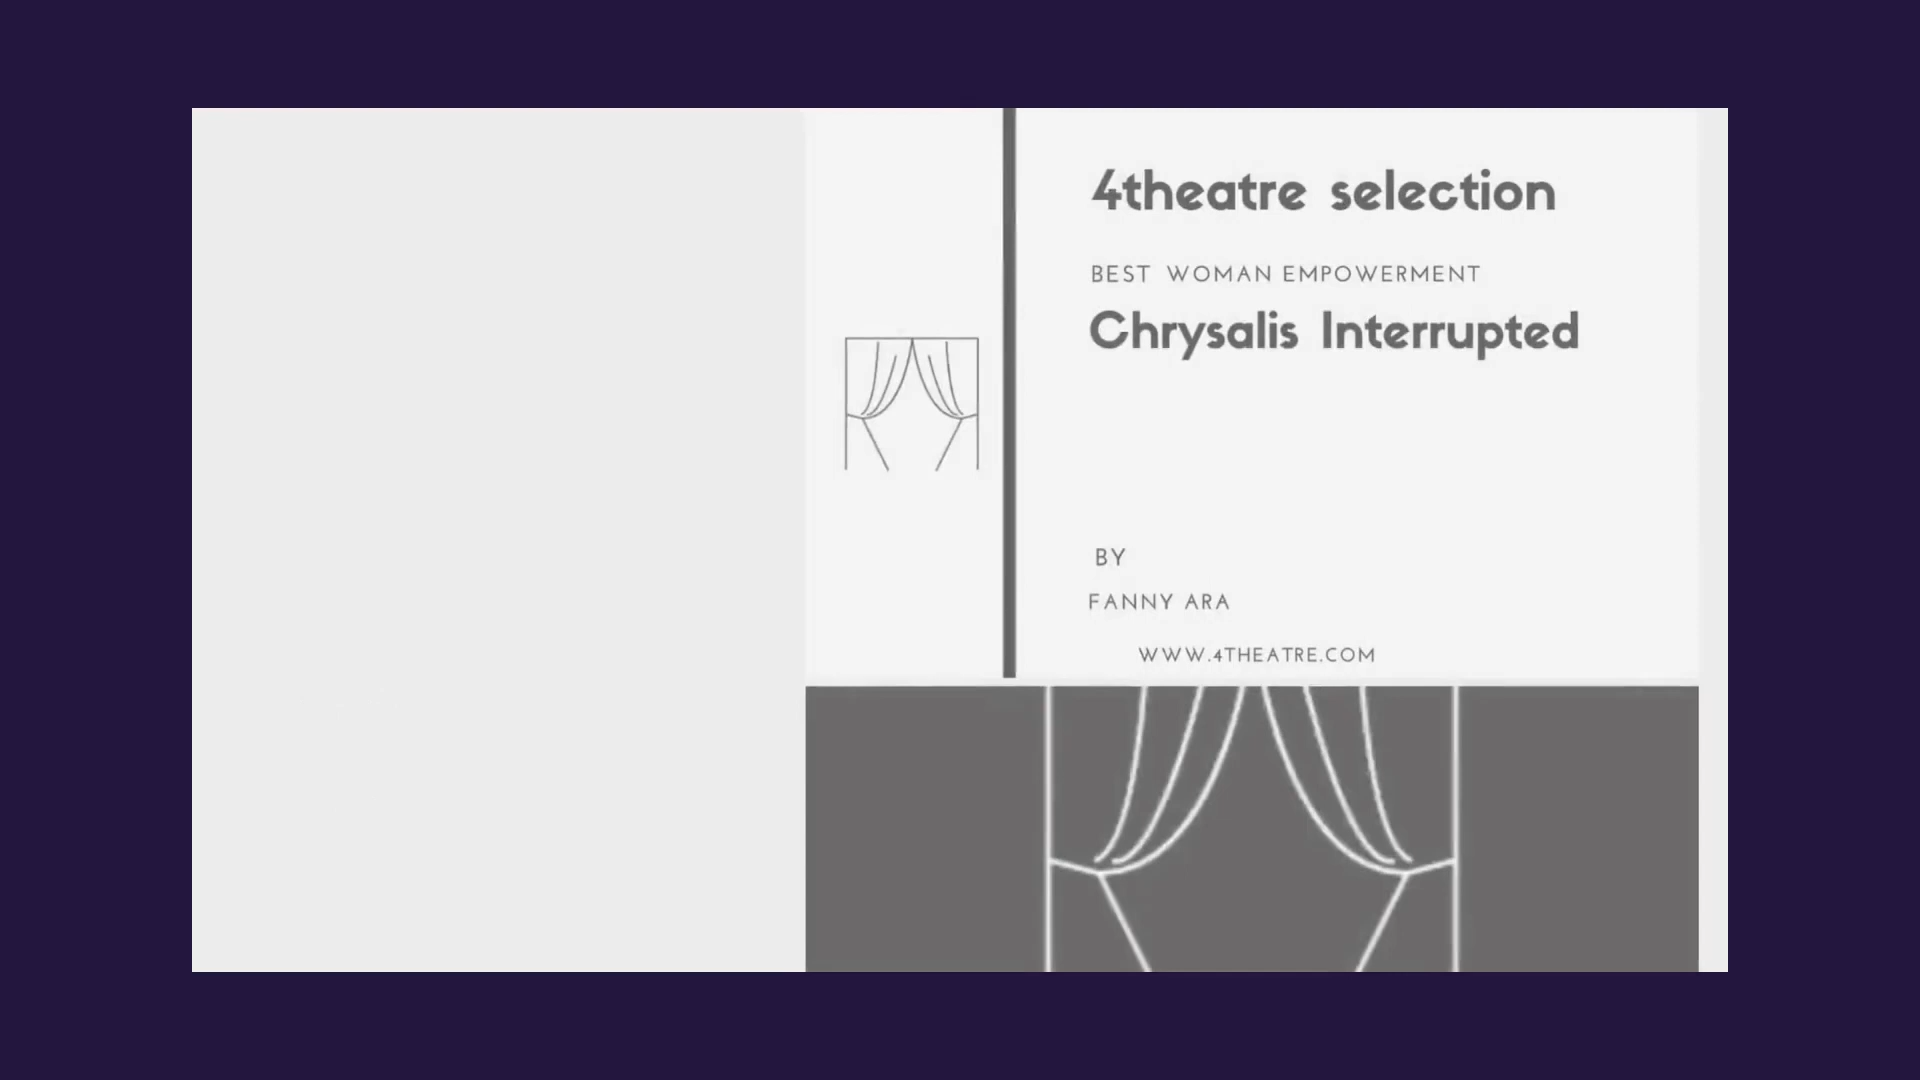 4theatre selection
BEST WOMAN EMPOWERMENT
Chrysalis Interrupted
BY
FANNY ARA
WWW.4THEATRE.COM